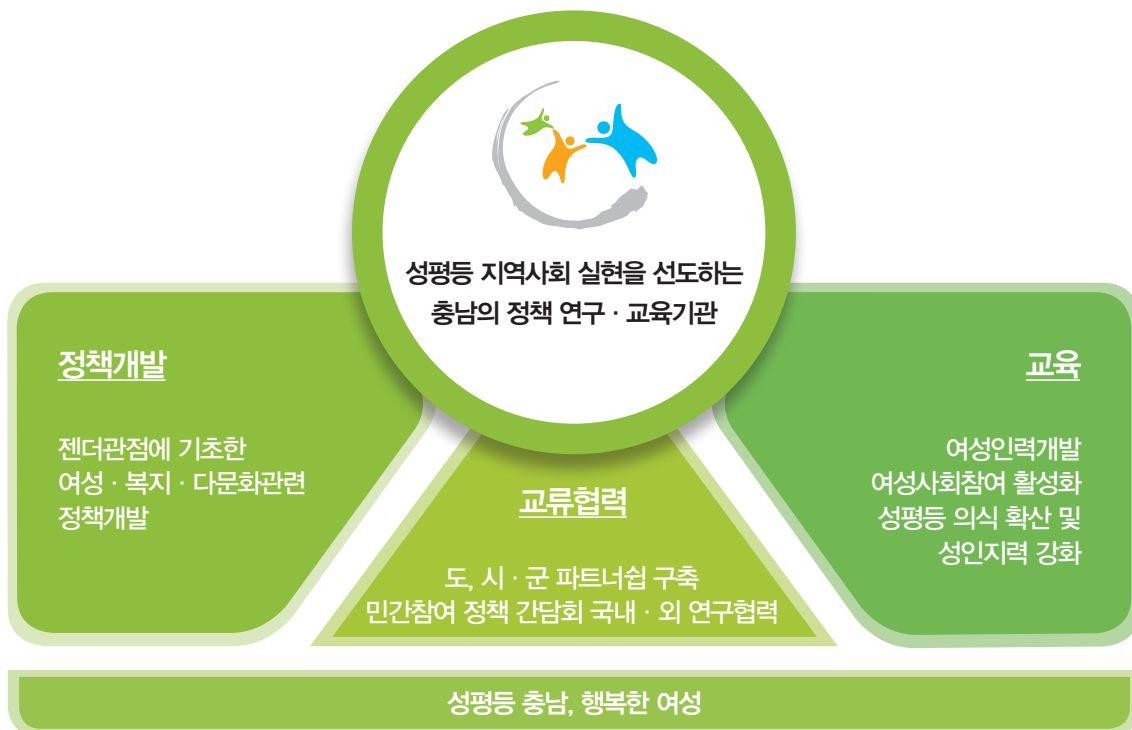 성평등 지역사회 실현을 선도하는
충남의 정책 연구 · 교육기관
정책개발
젠더관점에 기초한
여성 · 복지 · 다문화관련
정책개발
교류협력
도, 시 · 군 파트너쉽 구축
민간참여 정책 간담회 국내 · 외 연구협력
교육
여성인력개발
여성사회참여 활성화
성평등 의식 확산 및
성인지력 강화
성평등 충남, 행복한 여성